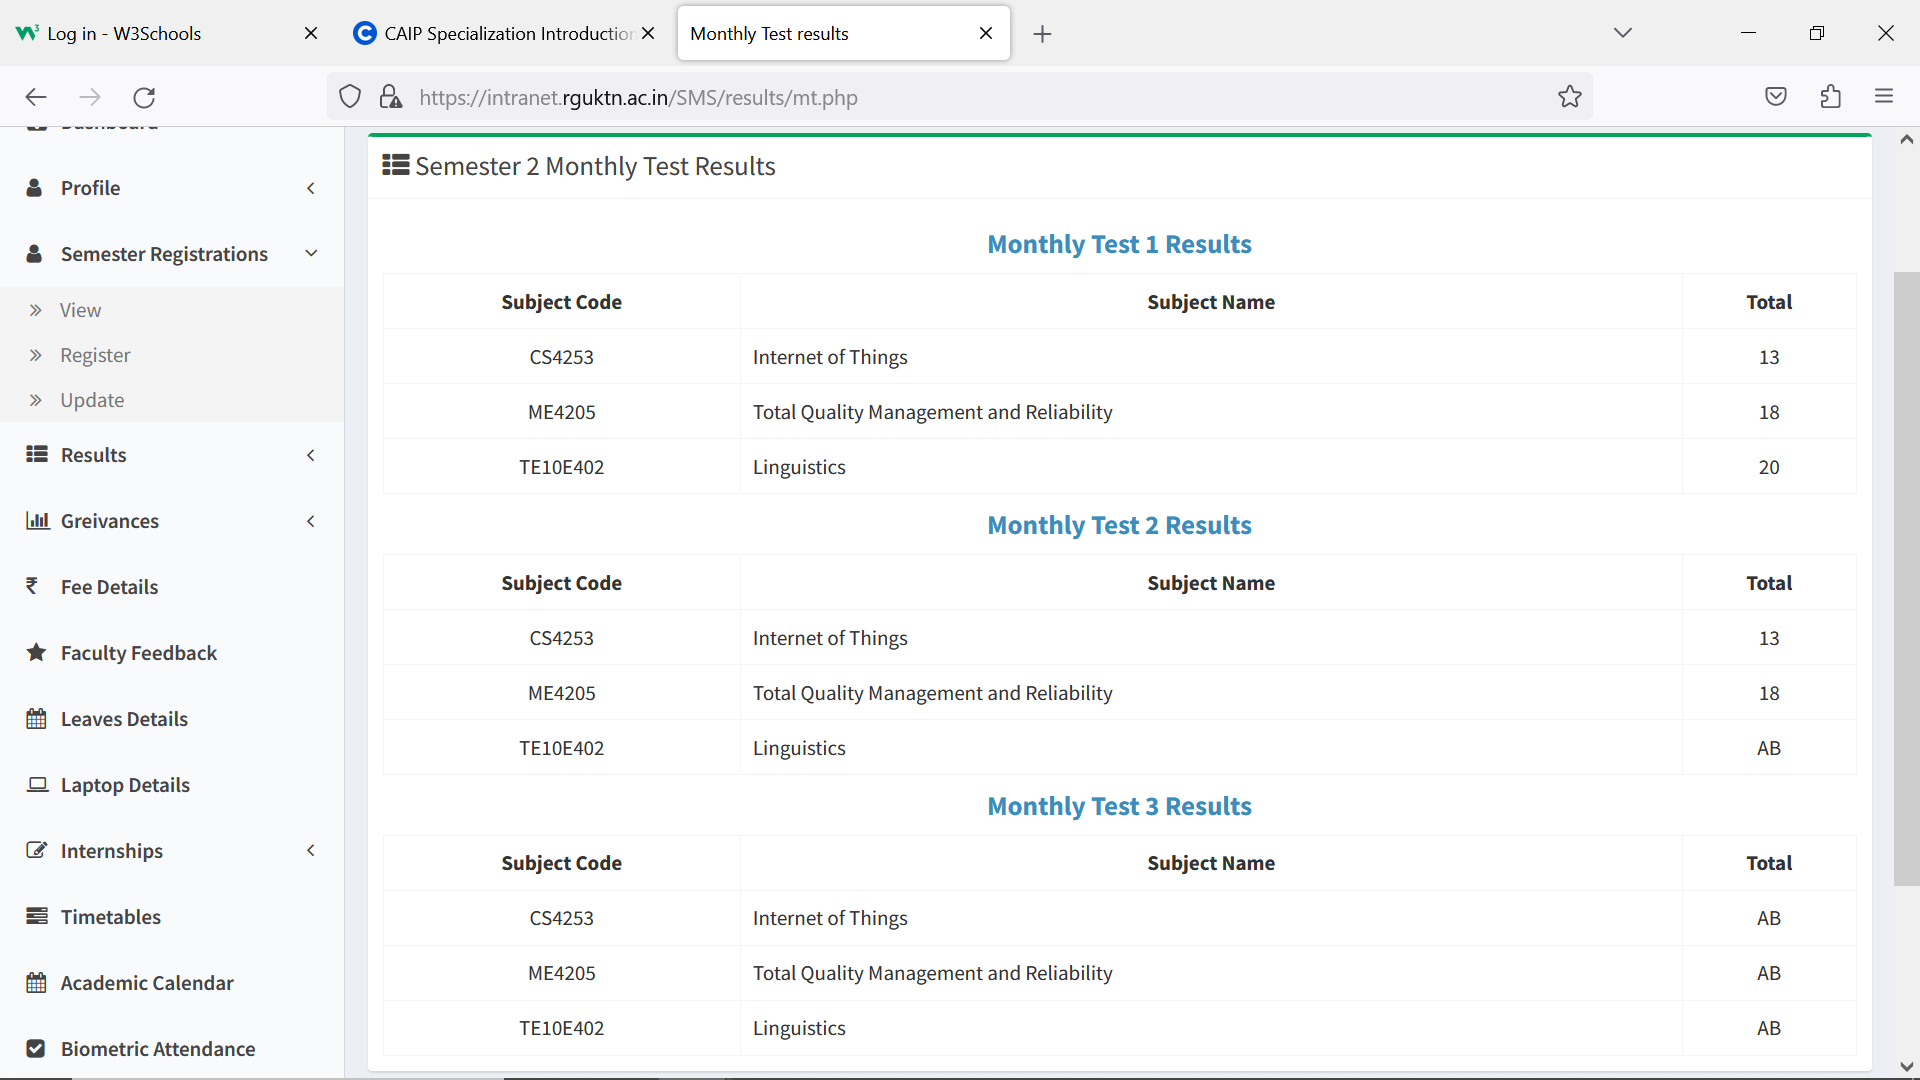 Log in - W3Schools
CAIP Specialization Introduction
Monthly Test results
https://intranet.rguktn.ac.in/SMS/results/mt.php
Dashboard
Profile
Semester Registrations
View
Register
Update
Results
Greivances
Fee Details
Faculty Feedback
Leaves Details
Laptop Details
Internships
Timetables
Academic Calendar
Biometric Attendance
Semester 2 Monthly Test Results
Monthly Test 1 Results
Subject Code Subject Name Total
CS4253 Internet of Things 13
ME4205 Total Quality Management and Reliability 18
TE10E402 Linguistics 20
Monthly Test 2 Results
Subject Code Subject Name Total
CS4253 Internet of Things 13
ME4205 Total Quality Management and Reliability 18
TE10E402 Linguistics AB
Monthly Test 3 Results
Subject Code Subject Name Total
CS4253 Internet of Things AB
ME4205 Total Quality Management and Reliability AB
TE10E402 Linguistics AB